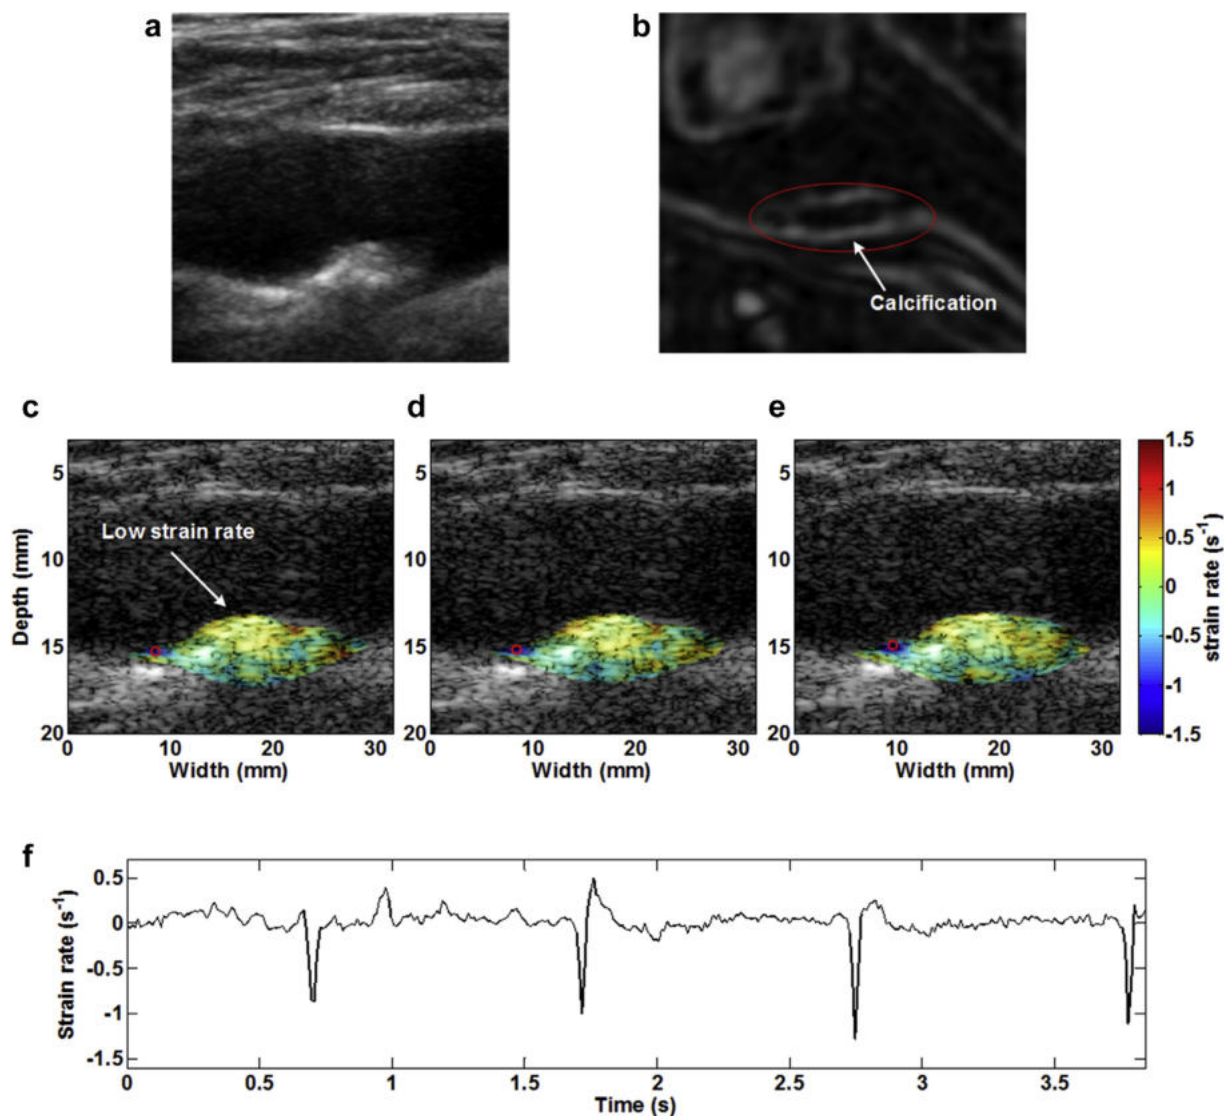 a
b
Calcification
c
d
e
Low strain rate
Depth (mm)
5
10
15
20
0
10
20
30
Width (mm)
5
10
15
20
0
10
20
30
Width (mm)
5
10
15
20
0
10
20
30
Width (mm)
1.5
1
0.5
0
-0.5
-1
-1.5
strain rate (s⁻¹)
f
Strain rate (s⁻¹)
0.5
0
-0.5
-1
-1.5
0
0.5
1
1.5
2
2.5
3
3.5
Time (s)